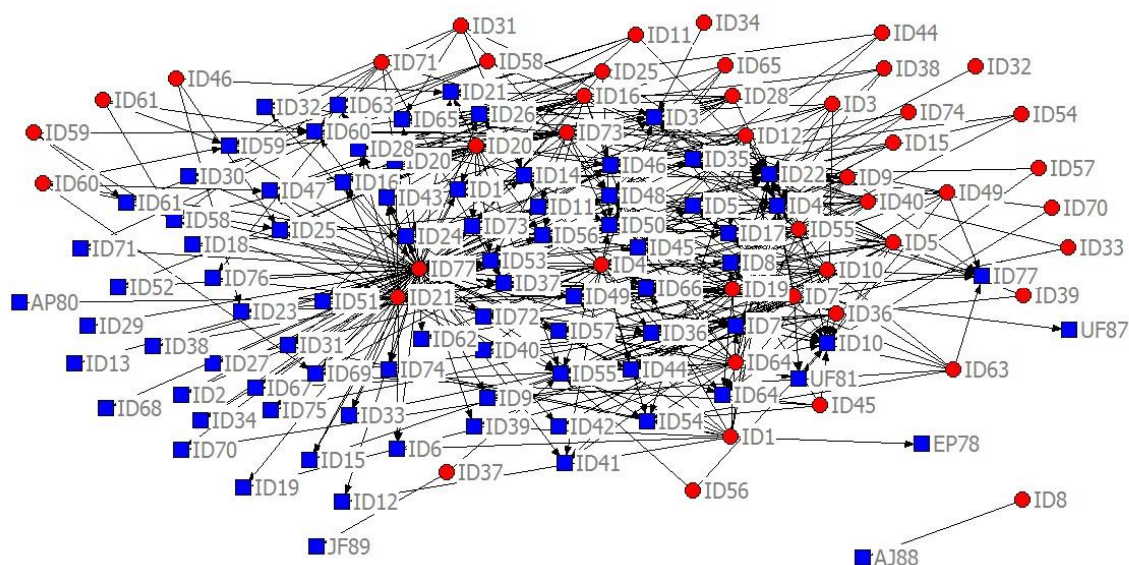 ID31
ID11
ID34
ID44
ID71
ID58
ID25
ID65
ID38
ID32
ID46
ID21
ID16
ID28
ID3
ID61
ID32
ID63
ID65
ID26
ID3
ID74
ID54
ID59
ID60
ID73
ID12
ID15
ID59
ID28
ID20
ID20
ID46
ID35
ID57
ID60
ID30
ID47
ID16
ID43
ID1
ID14
ID48
ID22
ID9
ID49
ID61
ID58
ID25
ID24
ID73
ID11
ID50
ID5
ID4
ID40
ID70
ID71
ID18
ID56
ID45
ID17
ID55
ID5
ID33
ID52
ID76
ID77
ID53
ID37
ID4
ID8
ID10
ID77
AP80
ID51
ID21
ID49
ID66
ID19
ID7
ID39
ID29
ID23
ID72
ID57
ID36
ID7
ID36
UF87
ID13
ID38
ID31
ID62
ID40
ID10
ID27
ID69
ID74
ID55
ID44
ID64
ID63
ID68
ID2
ID67
ID9
ID64
UF81
ID34
ID75
ID33
ID39
ID42
ID54
ID45
ID70
ID15
ID6
ID41
ID1
EP78
ID19
ID12
ID37
ID56
ID8
JF89
AJ88